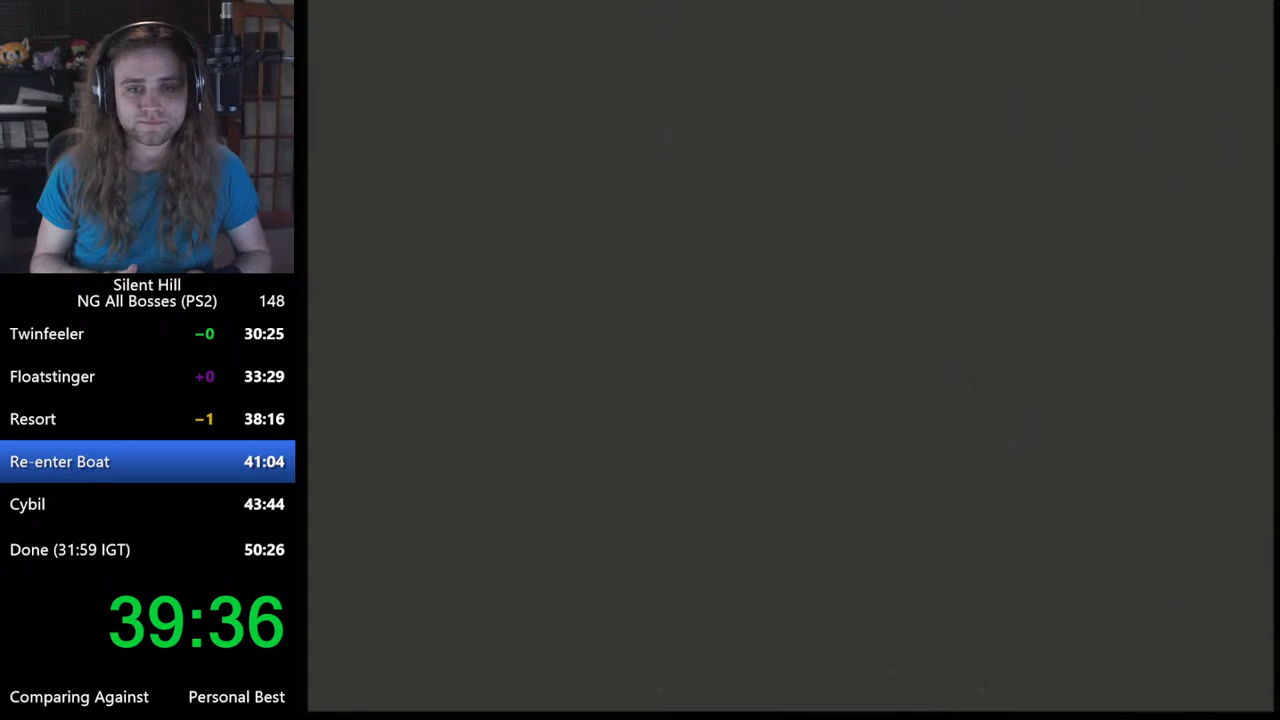 Silent Hill
NG All Bosses (PS2) 148
Twinfeeler -0 30:25
Floatstinger +0 33:29
Resort -1 38:16
Re-enter Boat 41:04
Cybil 43:44
Done (31:59 IGT) 50:26
39:36
Comparing Against Personal Best